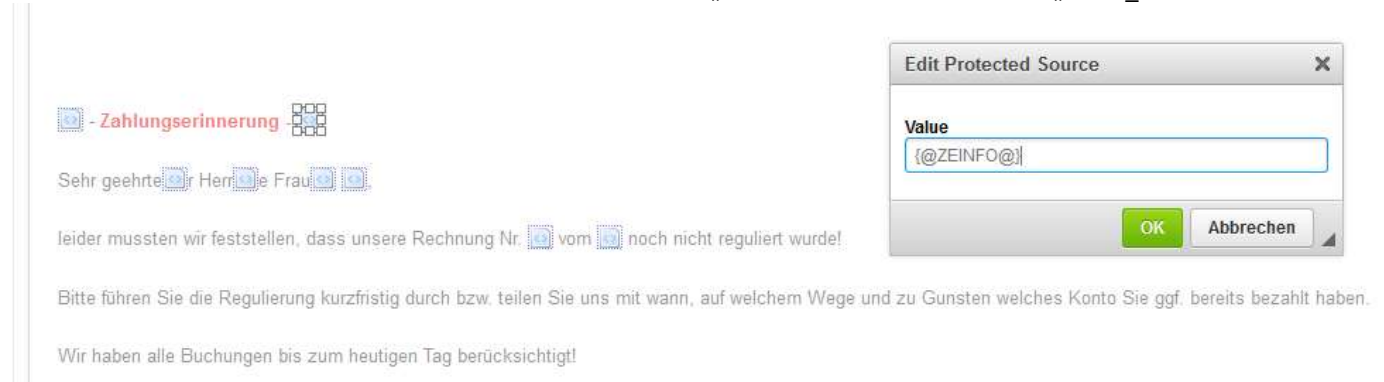 Edit Protected Source
- Zahlungserinnerung -
Value
{@ZEINFO@}
Sehr geehrte r Herr e Frau ,
OK Abbrechen
leider mussten wir feststellen, dass unsere Rechnung Nr. vom noch nicht reguliert wurde!
Bitte führen Sie die Regulierung kurzfristig durch bzw. teilen Sie uns mit wann, auf welchem Wege und zu Gunsten welches Konto Sie ggf. bereits bezahlt haben.
Wir haben alle Buchungen bis zum heutigen Tag berücksichtigt!